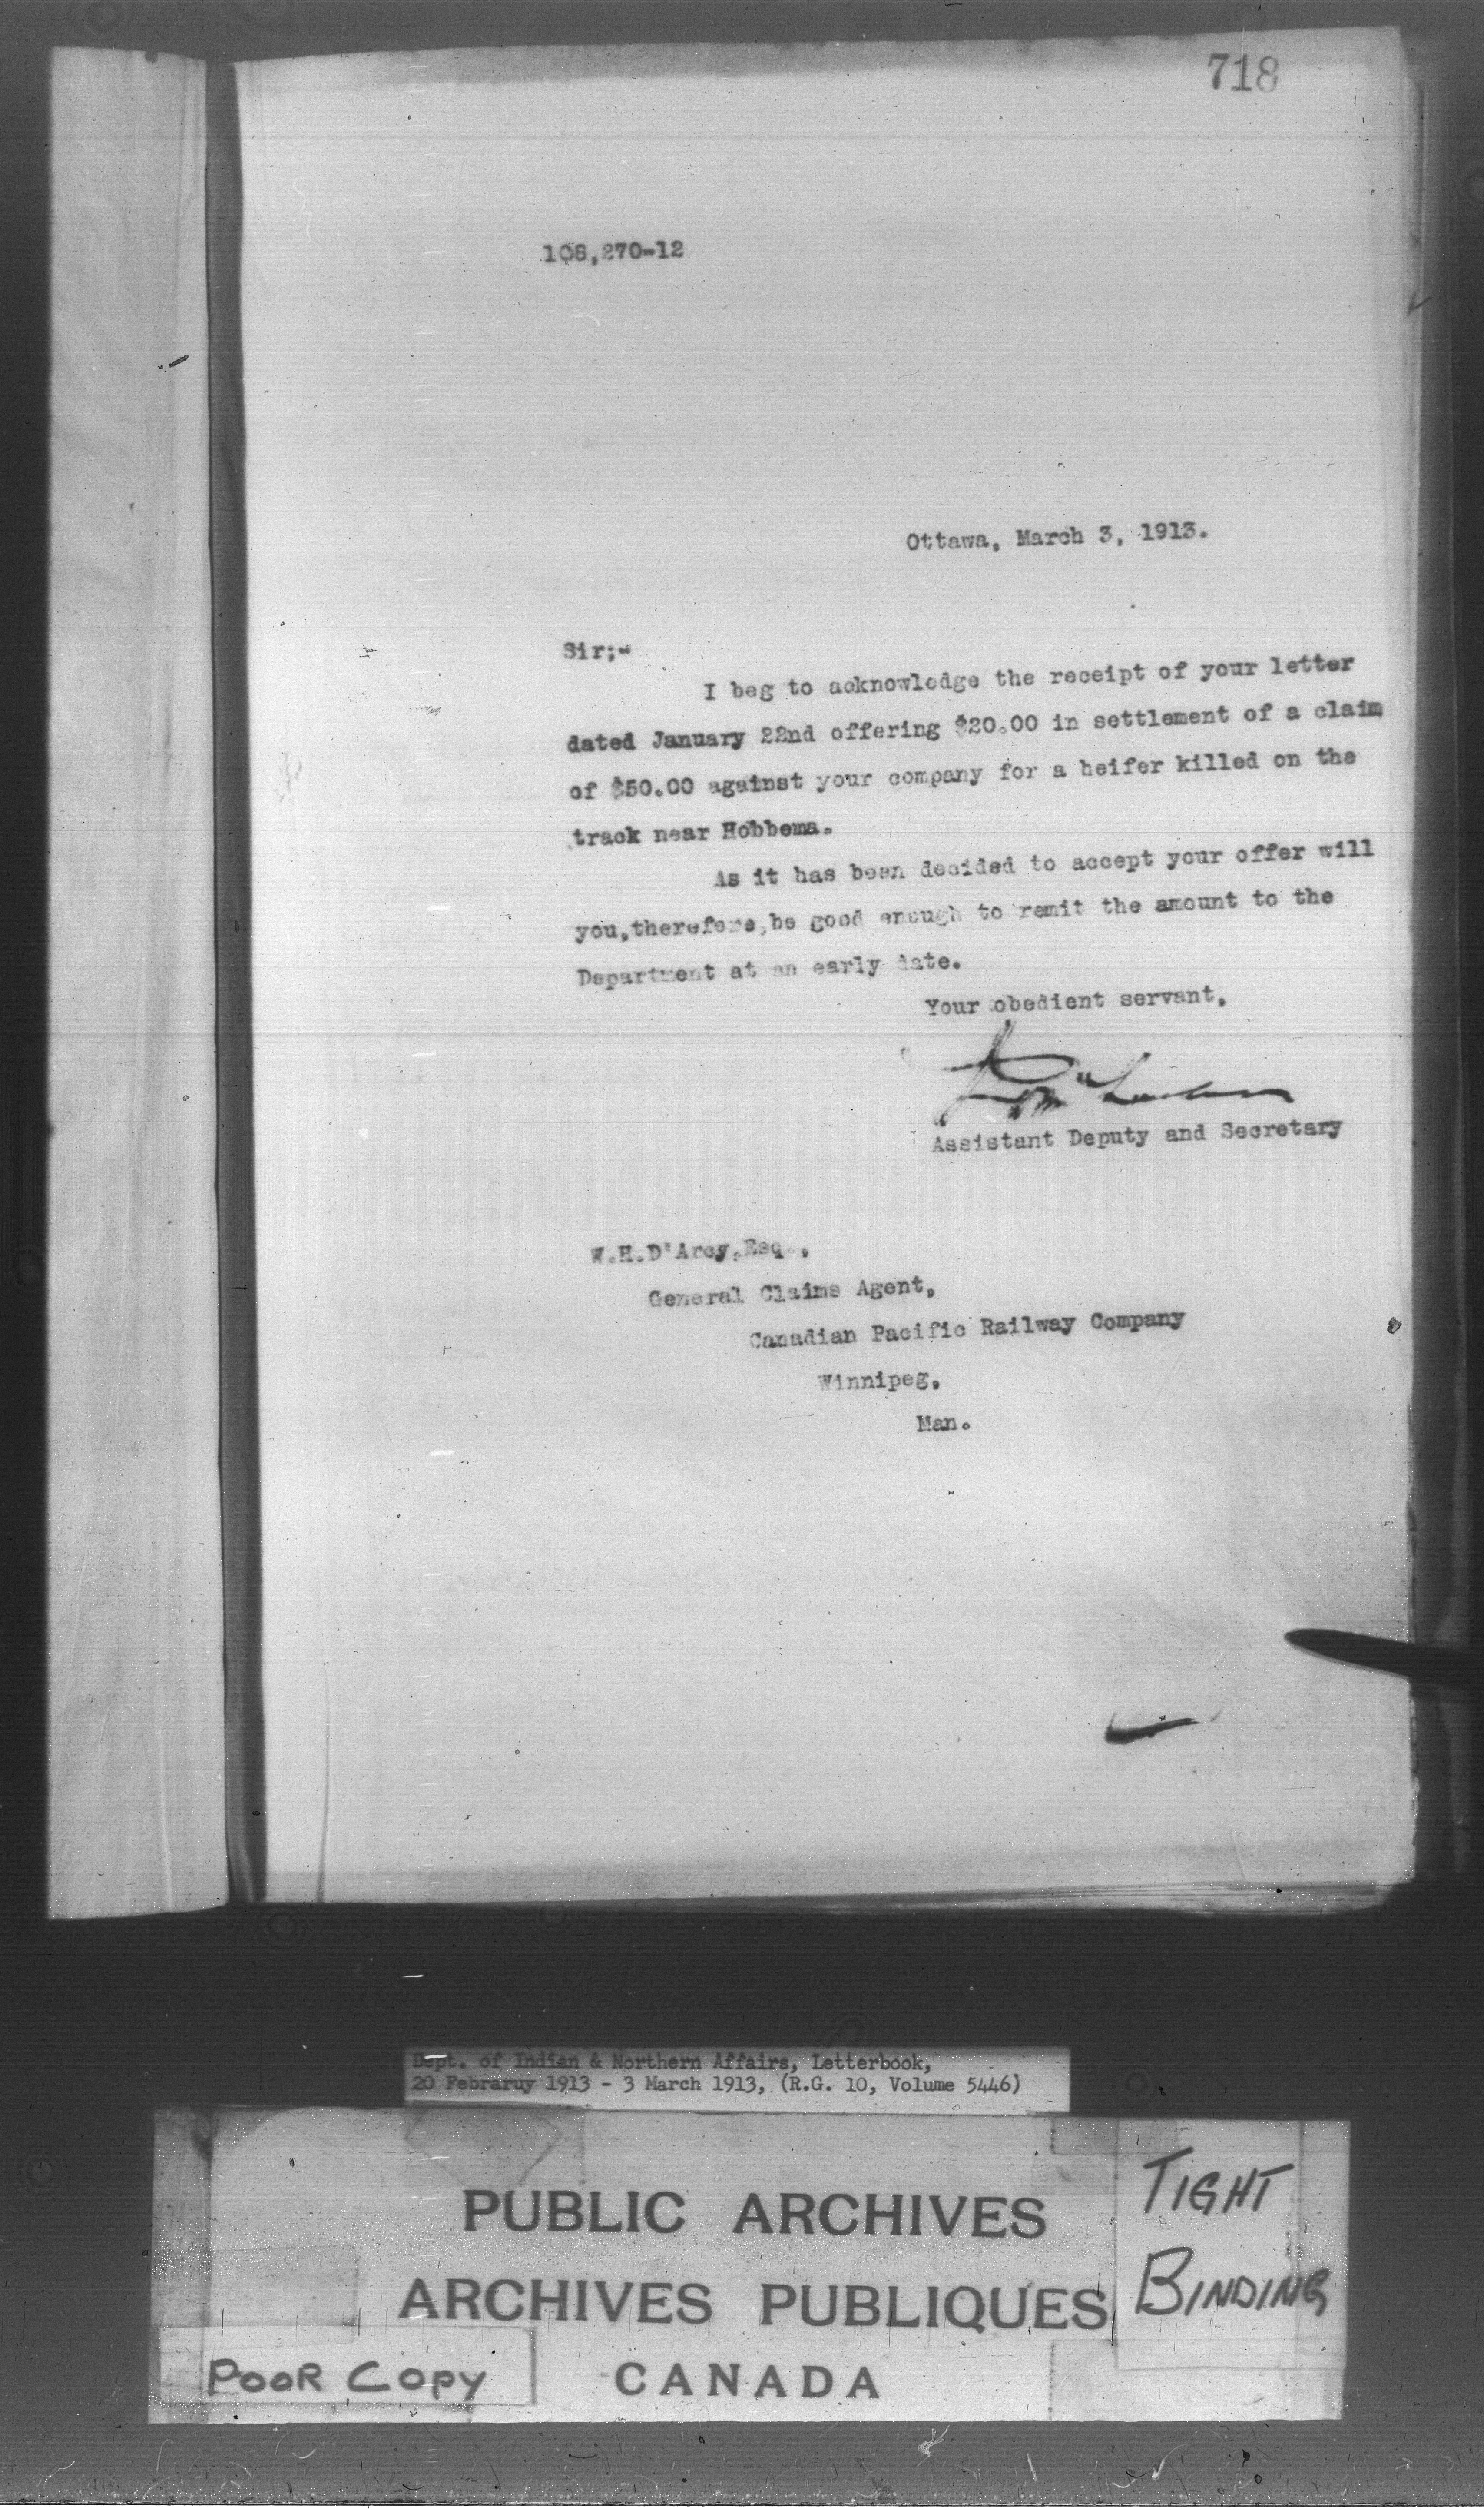 718
108,270-12
Ottawa, March 3, 1913.
Sir;-
I beg to acknowledge the receipt of your letter
dated January 22nd offering $20.00 in settlement of a claim
of $50.00 against your company for a heifer killed on the
track near Hobbema.
As it has been decided to accept your offer will
you,therefore,be good enough to remit the amount to the
Department at an early date.
Your obedient servant,
Assistant Deputy and Secretary
W.H.D'Arcy,Esq.,
General Claims Agent,
Canadian Pacific Railway Company
Winnipeg,
Man.
Dept. of Indian & Northern Affairs, Letterbook,
20 Febraruy 1913 - 3 March 1913, (R.G. 10, Volume 5446)
PUBLIC ARCHIVES
ARCHIVES PUBLIQUES
CANADA
TIGHT
BINDING
POOR COPY